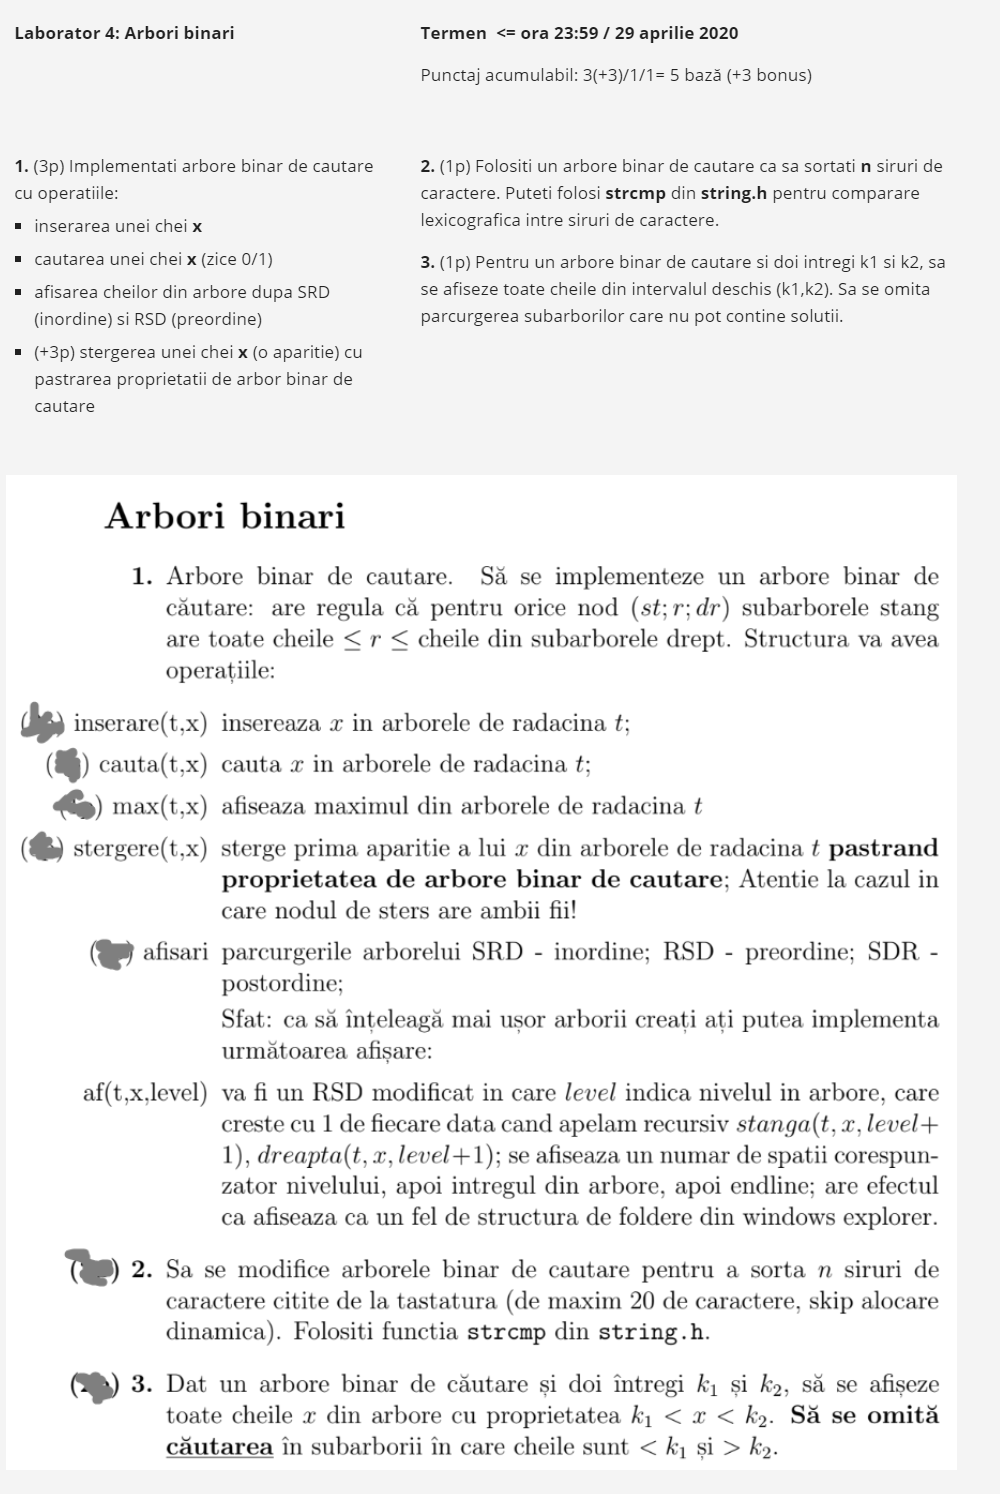 Laborator 4: Arbori binari
Termen <= ora 23:59 / 29 aprilie 2020
Punctaj acumulabil: 3(+3)/1/1= 5 bază (+3 bonus)
1. (3p) Implementati arbore binar de cautare
cu operatiile:
▪ inserarea unei chei x
▪ cautarea unei chei x (zice 0/1)
▪ afisarea cheilor din arbore dupa SRD
(inordine) si RSD (preordine)
▪ (+3p) stergerea unei chei x (o aparitie) cu
pastrarea proprietatii de arbor binar de
cautare
2. (1p) Folositi un arbore binar de cautare ca sa sortati n siruri de
caractere. Puteti folosi strcmp din string.h pentru comparare
lexicografica intre siruri de caractere.
3. (1p) Pentru un arbore binar de cautare si doi intregi k1 si k2, sa
se afiseze toate cheile din intervalul deschis (k1,k2). Sa se omita
parcurgerea subarborilor care nu pot contine solutii.
Arbori binari
1. Arbore binar de cautare. Să se implementeze un arbore binar de
căutare: are regula că pentru orice nod (st; r; dr) subarborele stang
are toate cheile ≤ r ≤ cheile din subarborele drept. Structura va avea
operațiile:
( ) inserare(t,x) insereaza x in arborele de radacina t;
( ) cauta(t,x) cauta x in arborele de radacina t;
) max(t,x) afiseaza maximul din arborele de radacina t
( ) stergere(t,x) sterge prima aparitie a lui x din arborele de radacina t pastrand
proprietatea de arbore binar de cautare; Atentie la cazul in
care nodul de sters are ambii fii!
( ) afisari parcurgerile arborelui SRD - inordine; RSD - preordine; SDR -
postordine;
Sfat: ca să înțeleagă mai ușor arborii creați ați putea implementa
următoarea afișare:
af(t,x,level) va fi un RSD modificat in care level indica nivelul in arbore, care
creste cu 1 de fiecare data cand apelam recursiv stanga(t, x, level+
1), dreapta(t, x, level+1); se afiseaza un numar de spatii corespun-
zator nivelului, apoi intregul din arbore, apoi endline; are efectul
ca afiseaza ca un fel de structura de foldere din windows explorer.
( ) 2. Sa se modifice arborele binar de cautare pentru a sorta n siruri de
caractere citite de la tastatura (de maxim 20 de caractere, skip alocare
dinamica). Folositi functia strcmp din string.h.
( ) 3. Dat un arbore binar de căutare și doi întregi k₁ și k₂, să se afișeze
toate cheile x din arbore cu proprietatea k₁ < x < k₂. Să se omită
căutarea în subarborii în care cheile sunt < k₁ și > k₂.